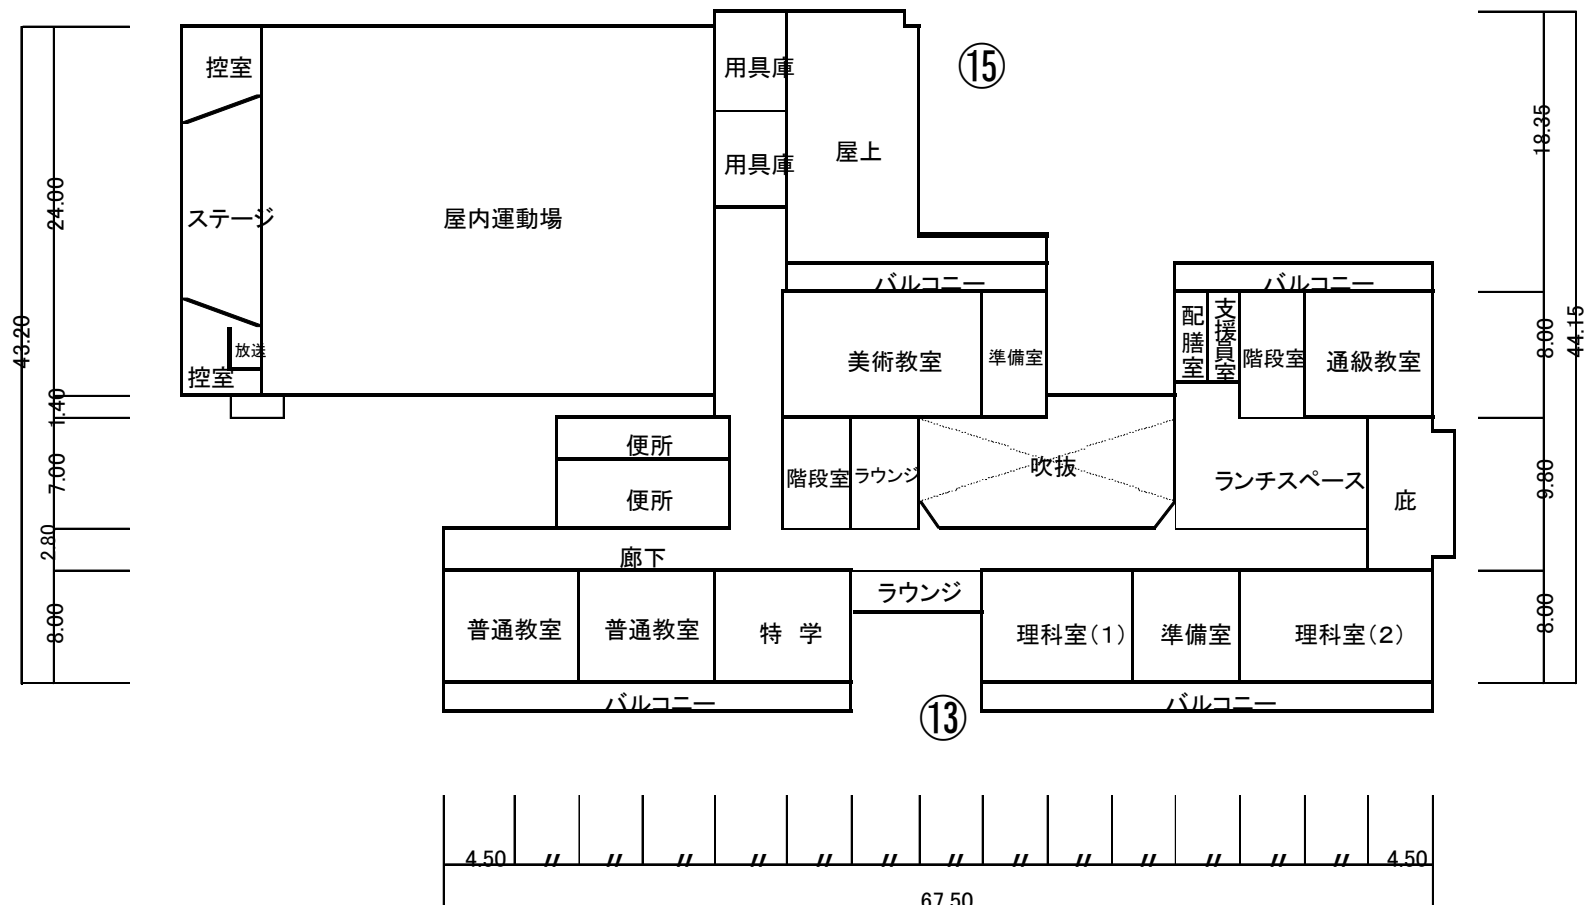 ⑮
控室
用具庫
18.35
屋上
用具庫
24.00
ステージ
屋内運動場
バルコニー
バルコニー
配膳室
支援員室
43.20
8.00
44.15
放送
美術教室
準備室
階段室
通級教室
控室
1.40
便所
吹抜
7.00
階段室
ラウンジ
ランチスペース
9.80
便所
庇
2.80
廊下
ラウンジ
8.00
普通教室
普通教室
特 学
理科室(1)
準備室
理科室(2)
8.00
バルコニー
バルコニー
⑬
4.50 〃 〃 〃 〃 〃 〃 〃 〃 〃 〃 〃 〃 〃 4.50
67.50